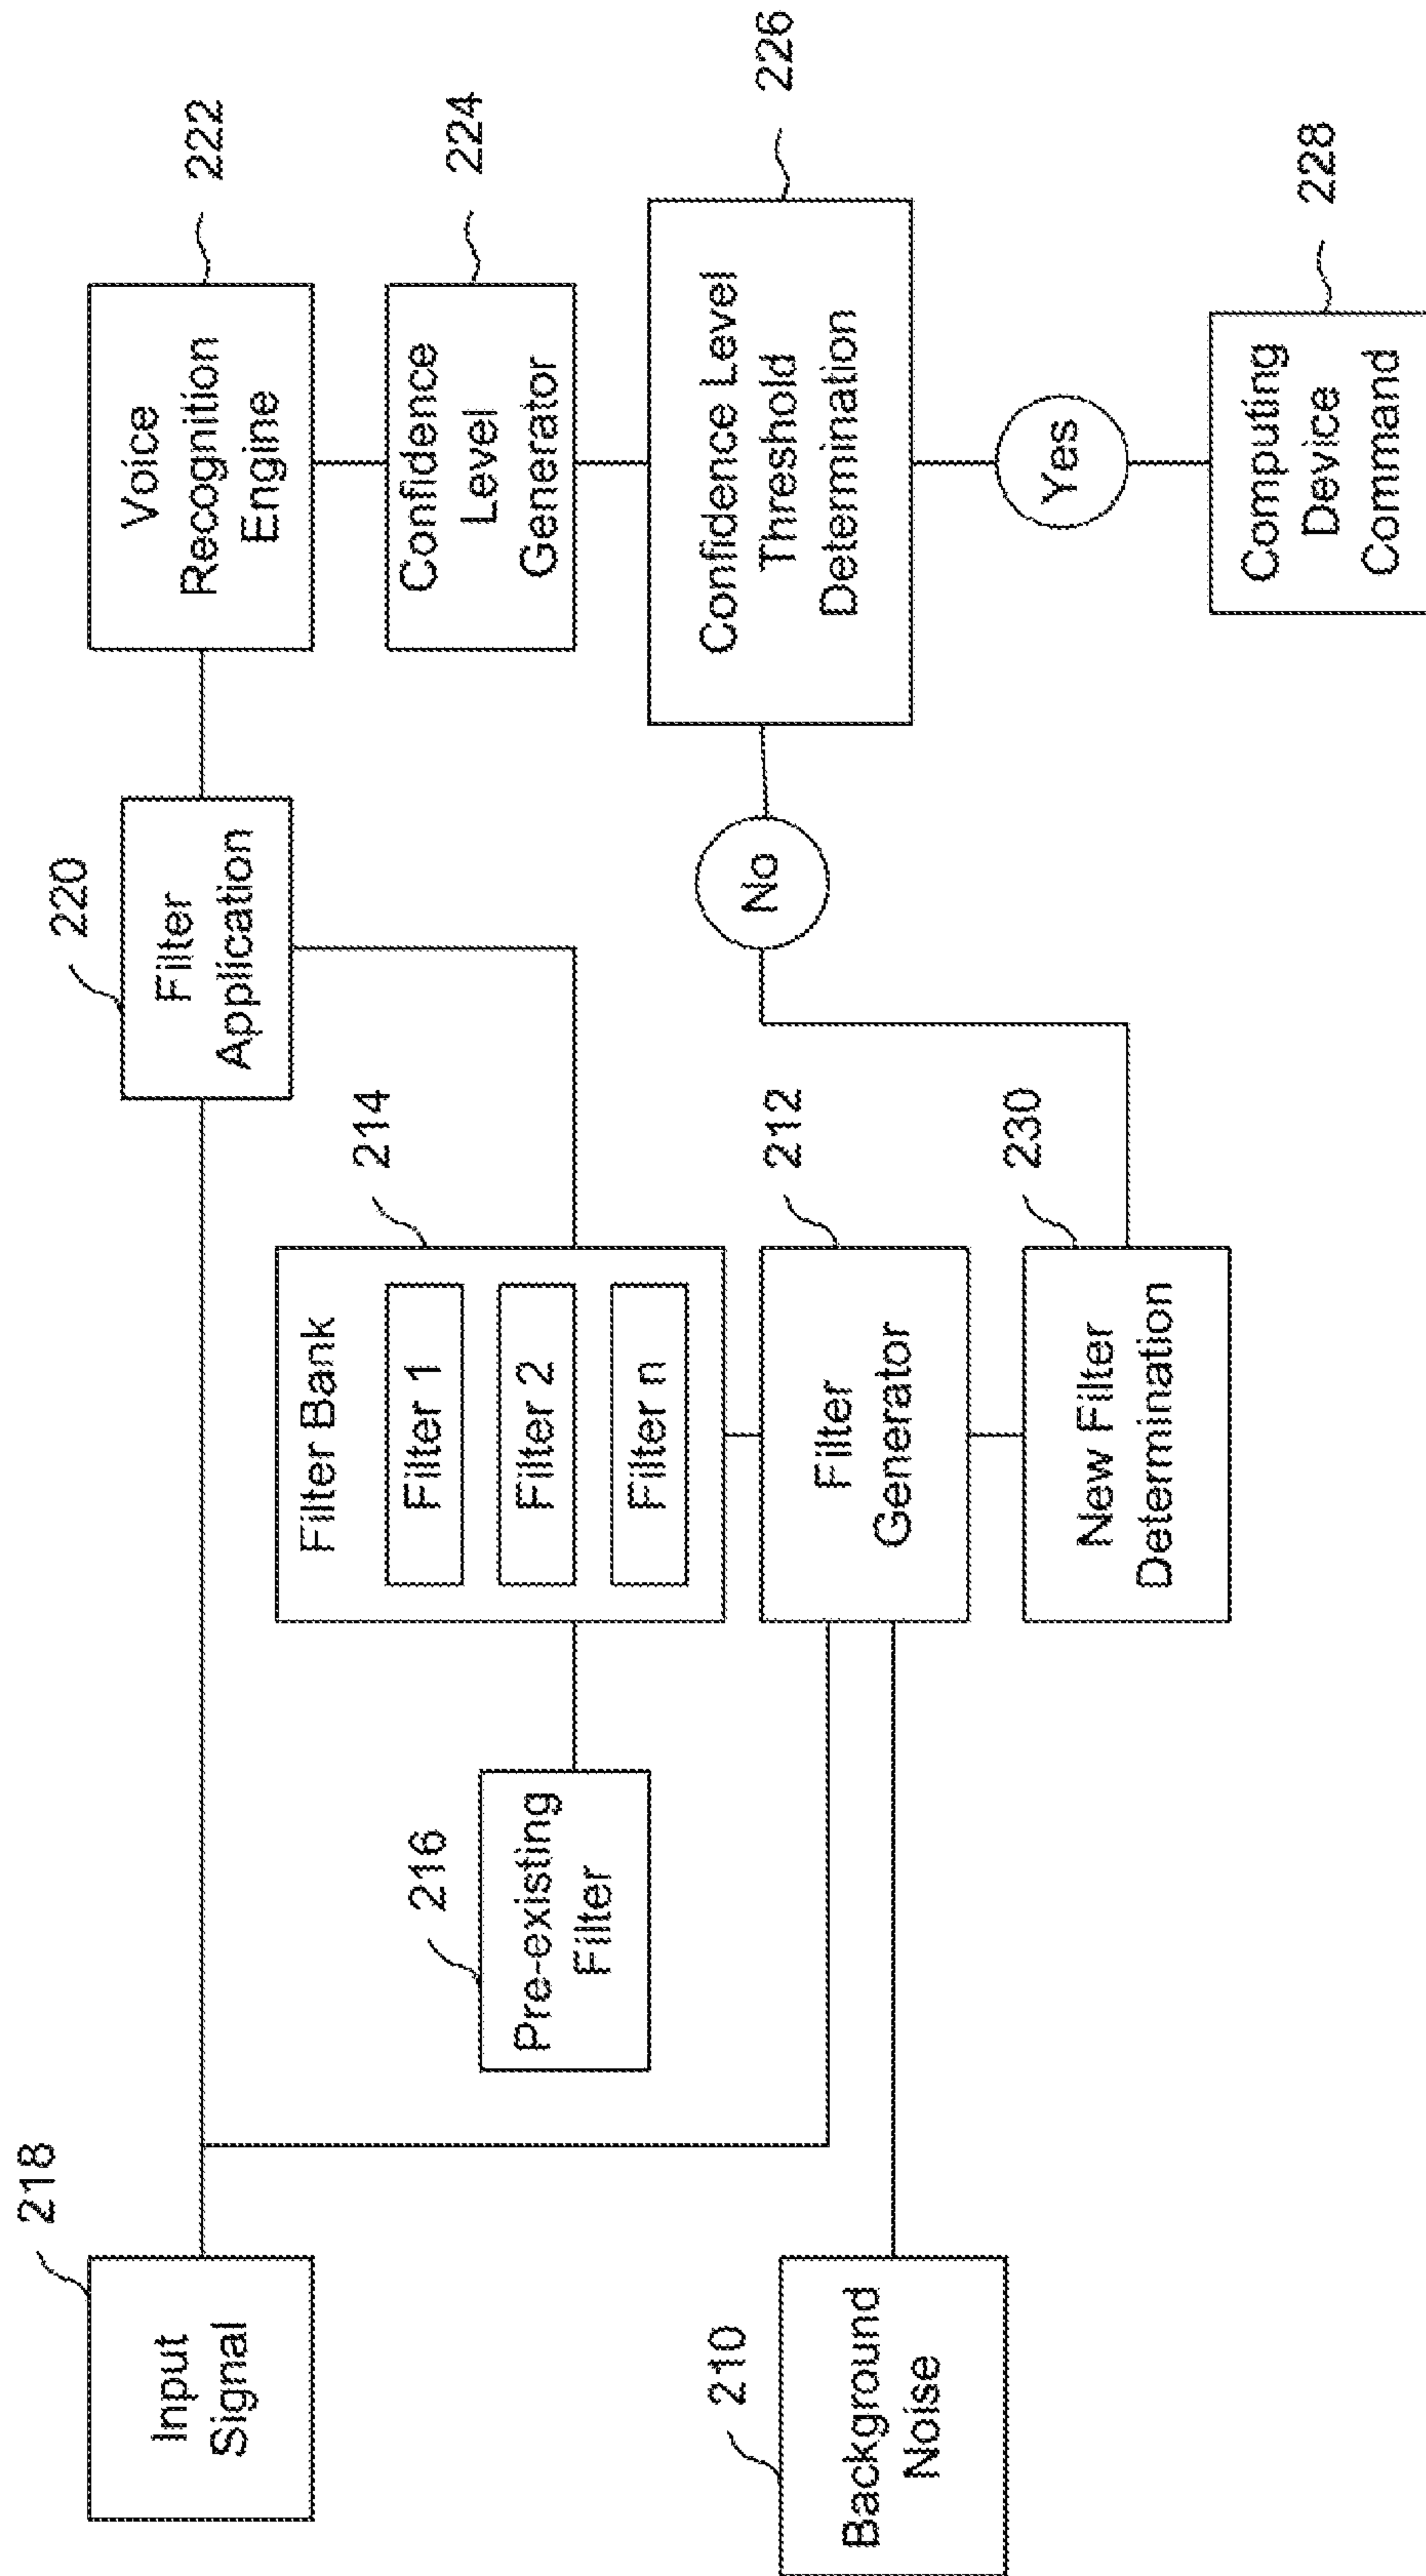 218
Input
Signal
220
Filter
Application
222
Voice
Recognition
Engine
224
Confidence
Level
Generator
226
Confidence Level
Threshold
Determination
Yes
228
Computing
Device
Command
No
214
Filter Bank
Filter 1
Filter 2
Filter n
216
Pre-existing
Filter
212
Filter
Generator
230
New Filter
Determination
210
Background
Noise